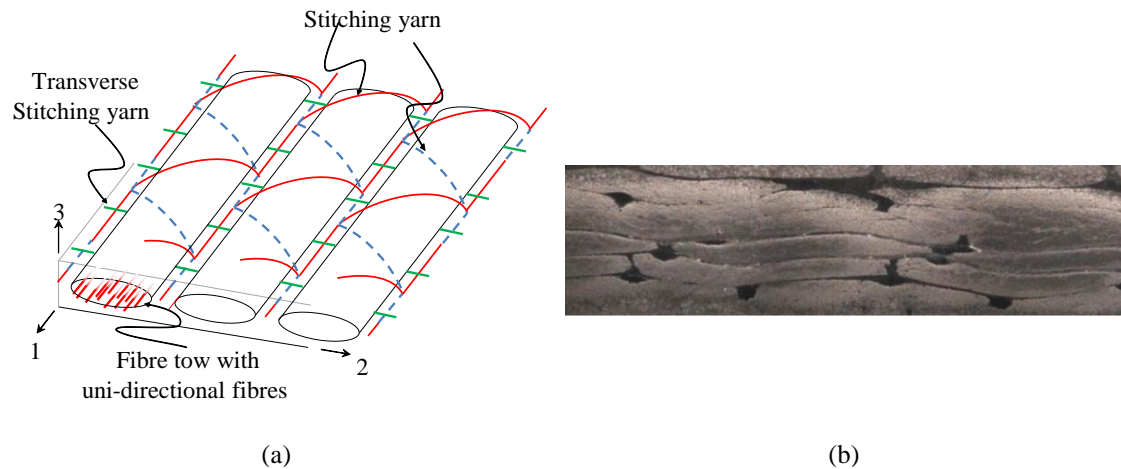 Stitching yarn
Transverse
Stitching yarn
3
1
2
Fibre tow with
uni-directional fibres
(a)
(b)